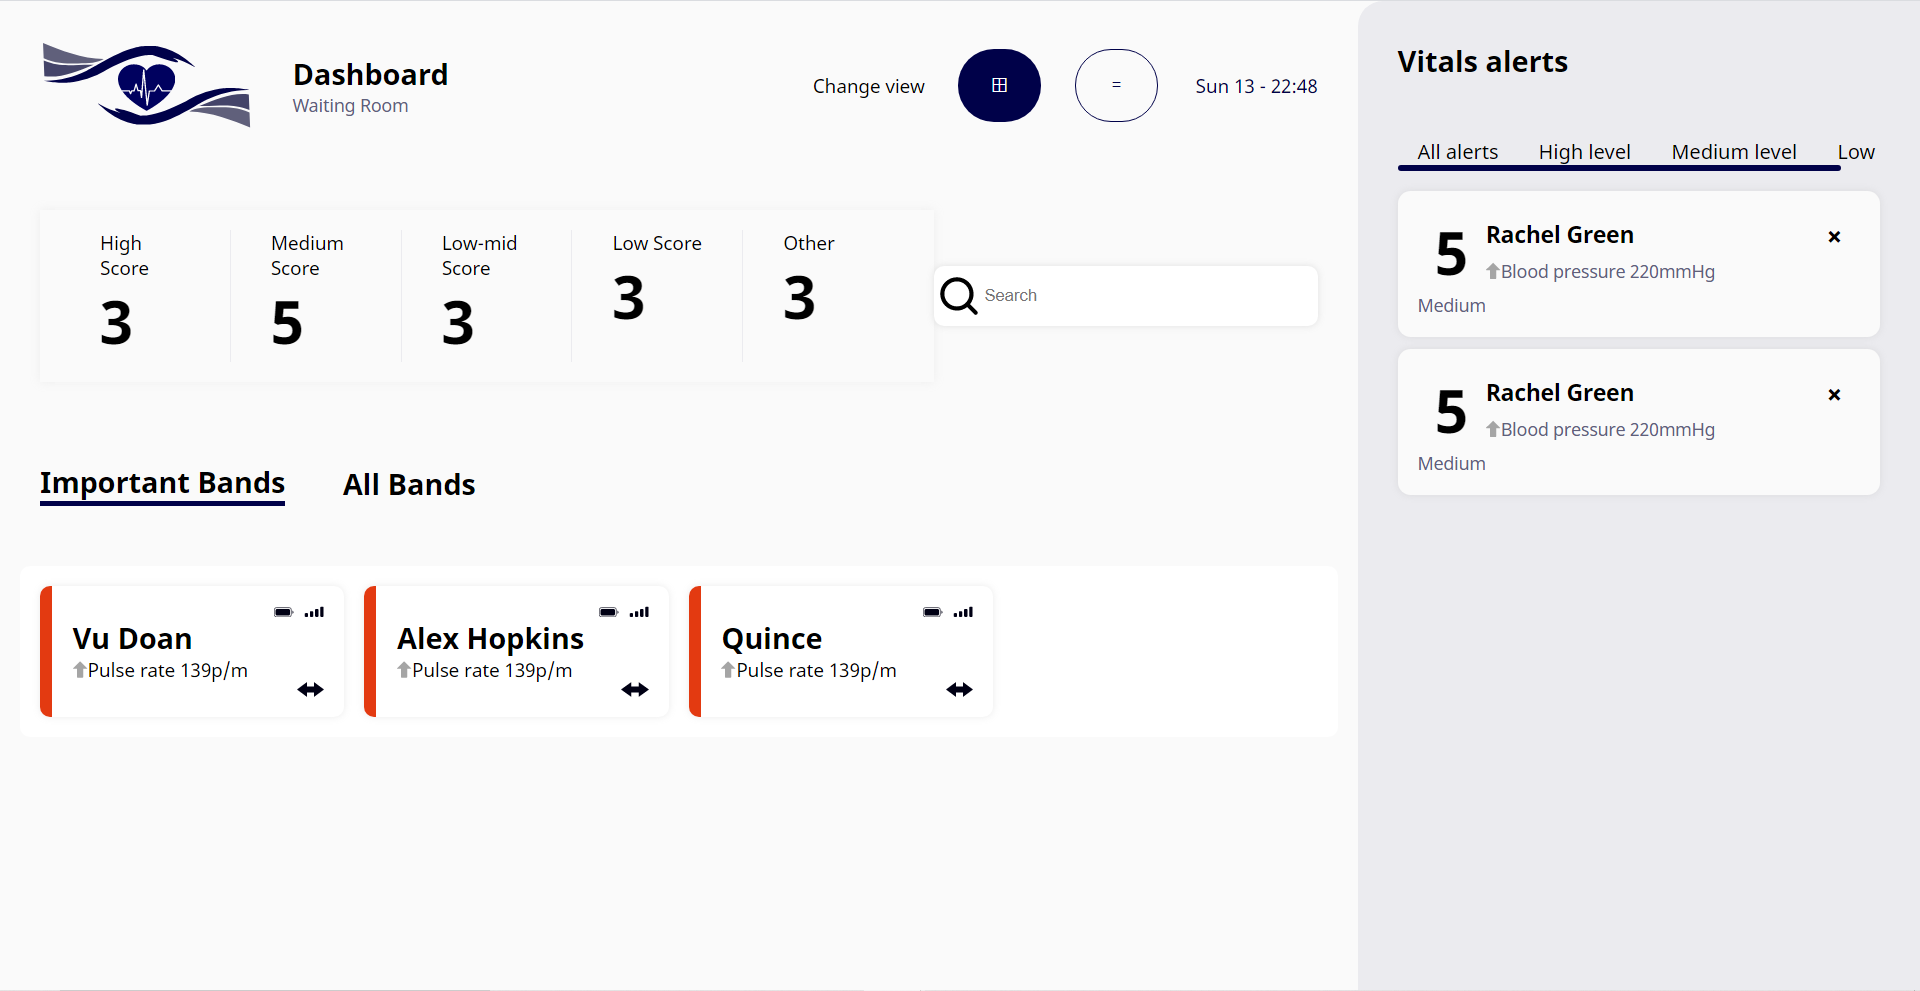 Dashboard
Waiting Room
Change view
=
Sun 13 - 22:48
High
Score
3
Medium
Score
5
Low-mid
Score
3
Low Score
3
Other
3
Search
Important Bands
All Bands
Vu Doan
Pulse rate 139p/m
Alex Hopkins
Pulse rate 139p/m
Quince
Pulse rate 139p/m
Vitals alerts
All alerts
High level
Medium level
Low
5
Rachel Green
×
Blood pressure 220mmHg
Medium
5
Rachel Green
×
Blood pressure 220mmHg
Medium